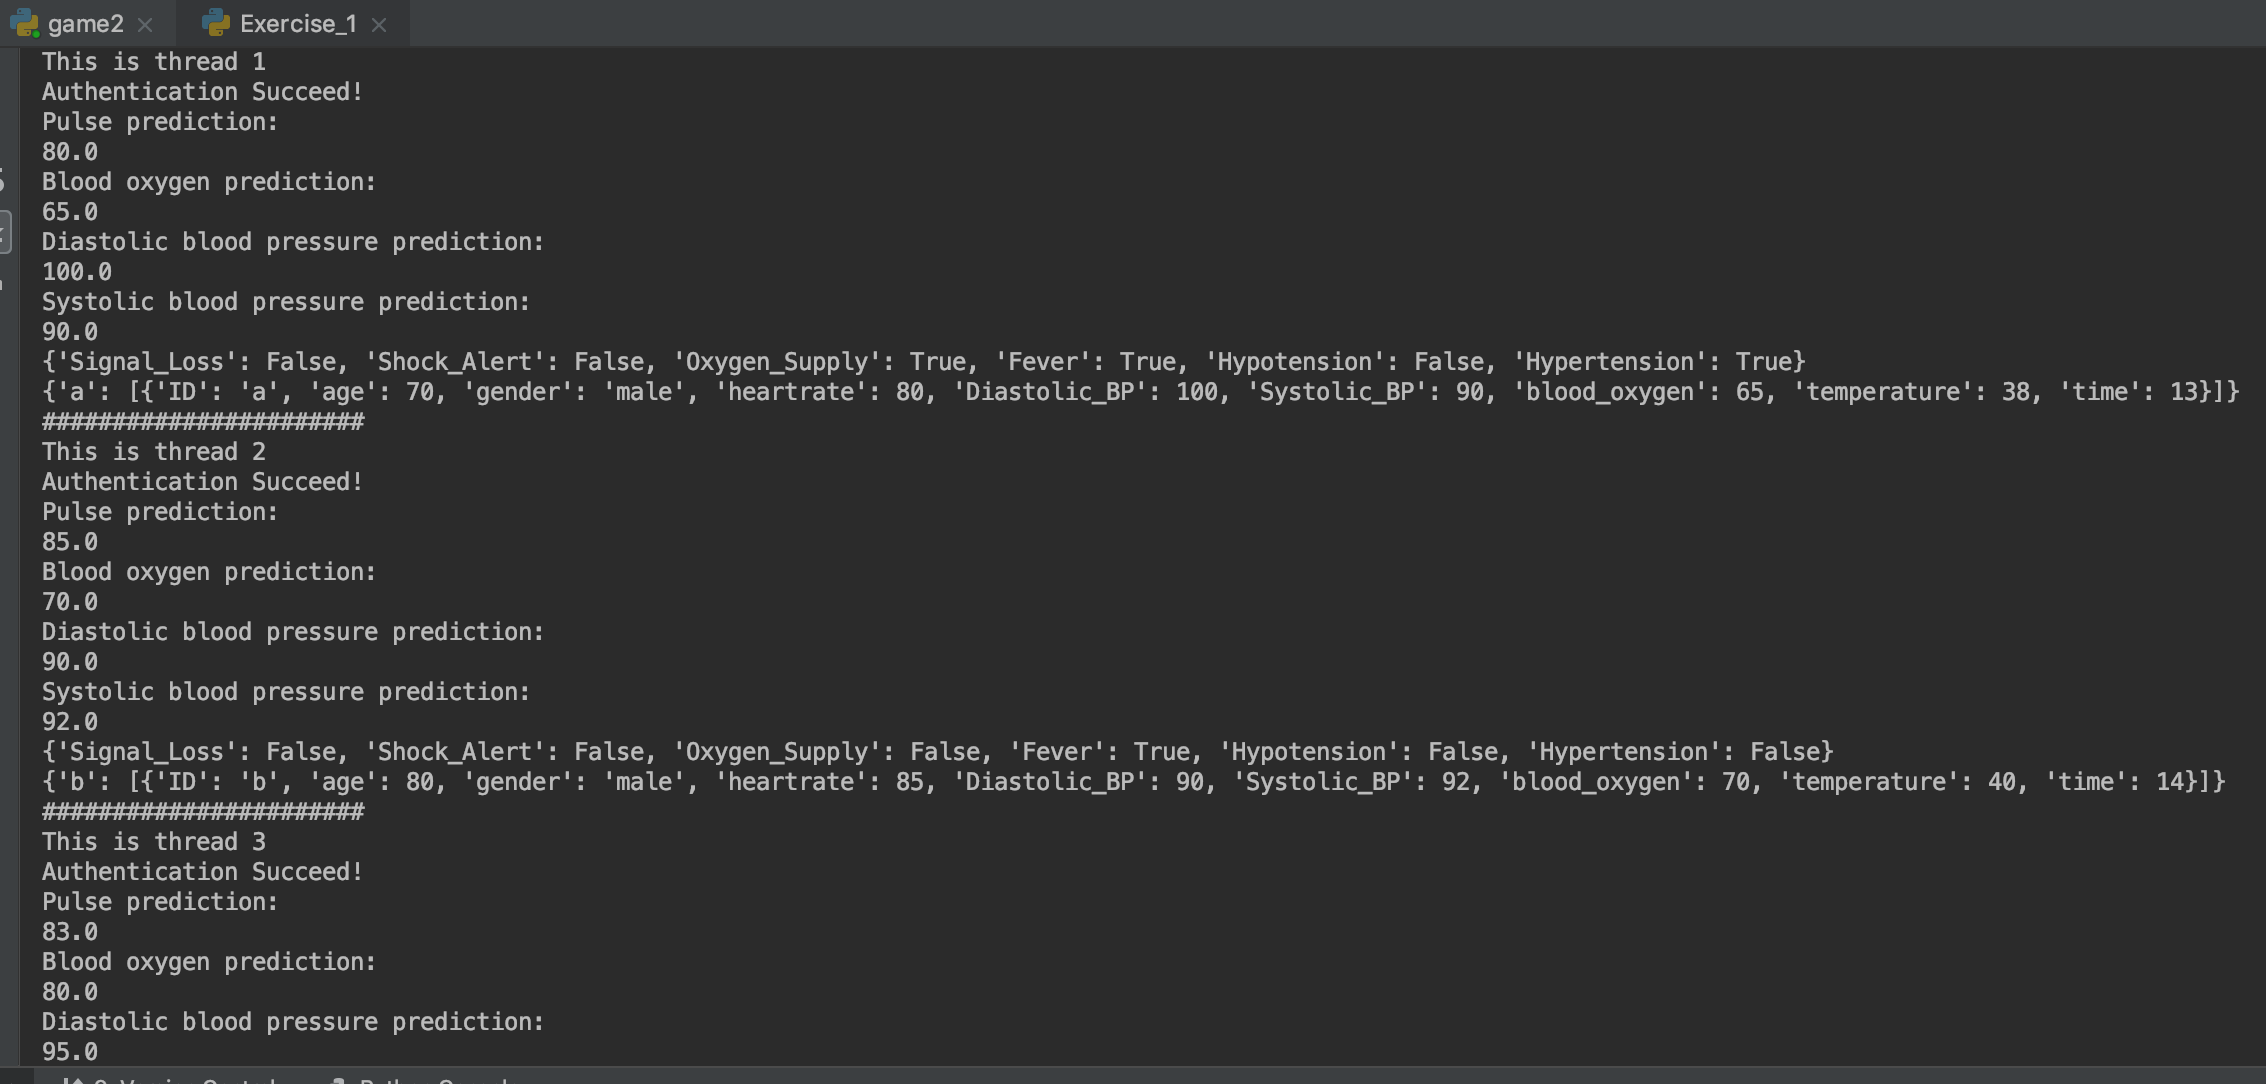 game2 Exercise_1
This is thread 1
Authentication Succeed!
Pulse prediction:
80.0
Blood oxygen prediction:
65.0
Diastolic blood pressure prediction:
100.0
Systolic blood pressure prediction:
90.0
{'Signal_Loss': False, 'Shock_Alert': False, 'Oxygen_Supply': True, 'Fever': True, 'Hypotension': False, 'Hypertension': True}
{'a': [{'ID': 'a', 'age': 70, 'gender': 'male', 'heartrate': 80, 'Diastolic_BP': 100, 'Systolic_BP': 90, 'blood_oxygen': 65, 'temperature': 38, 'time': 13}]}
#######################
This is thread 2
Authentication Succeed!
Pulse prediction:
85.0
Blood oxygen prediction:
70.0
Diastolic blood pressure prediction:
90.0
Systolic blood pressure prediction:
92.0
{'Signal_Loss': False, 'Shock_Alert': False, 'Oxygen_Supply': False, 'Fever': True, 'Hypotension': False, 'Hypertension': False}
{'b': [{'ID': 'b', 'age': 80, 'gender': 'male', 'heartrate': 85, 'Diastolic_BP': 90, 'Systolic_BP': 92, 'blood_oxygen': 70, 'temperature': 40, 'time': 14}]}
#######################
This is thread 3
Authentication Succeed!
Pulse prediction:
83.0
Blood oxygen prediction:
80.0
Diastolic blood pressure prediction:
95.0